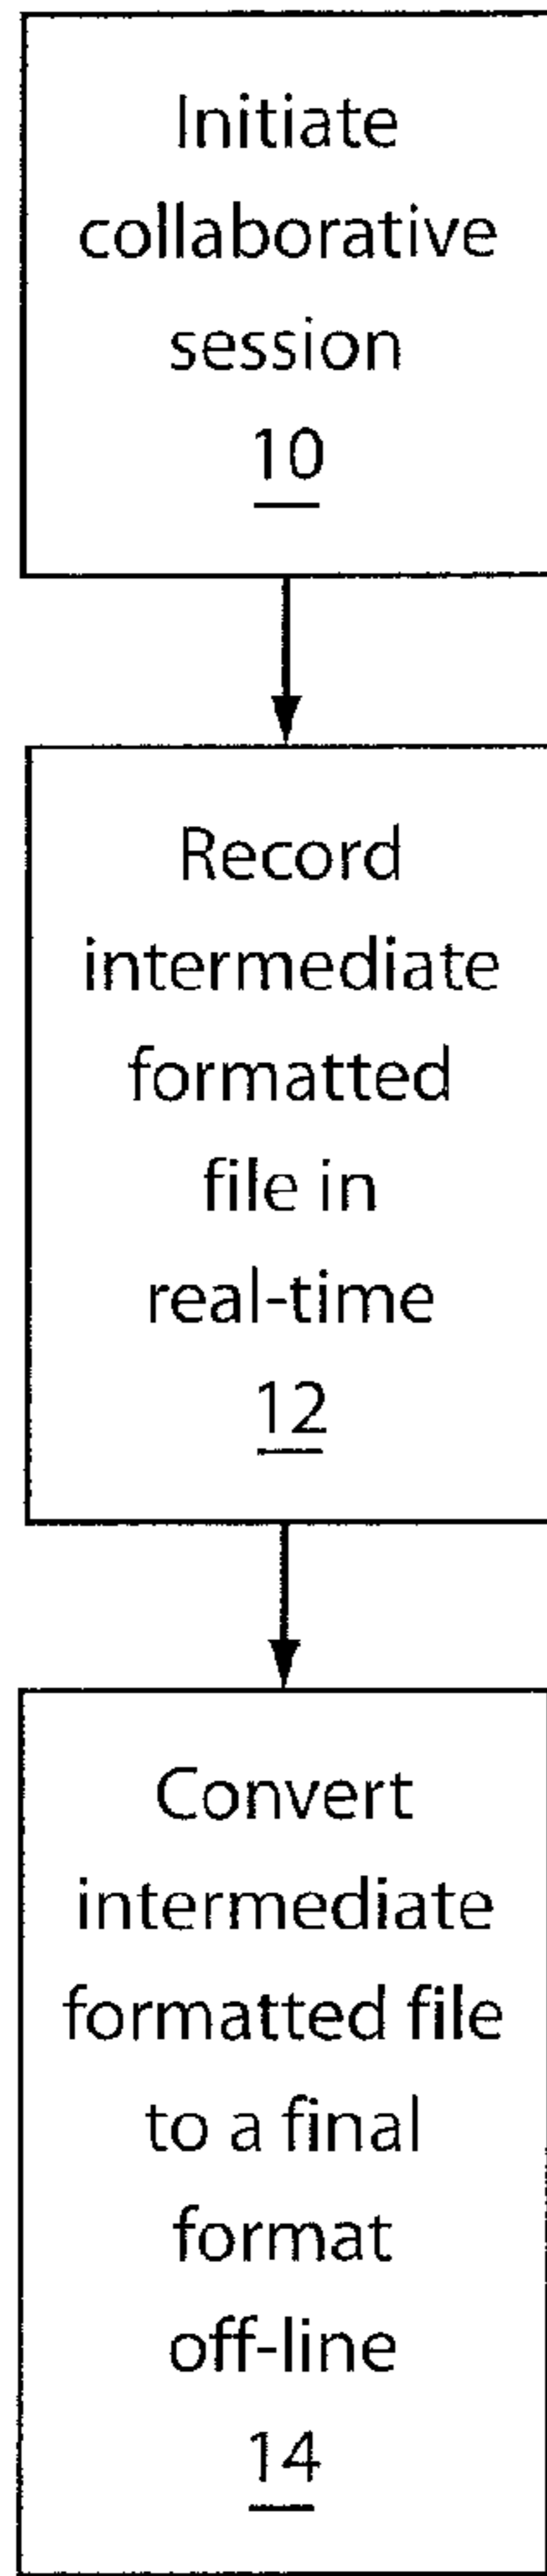 Initiate
collaborative
session
10
Record
intermediate
formatted
file in
real-time
12
Convert
intermediate
formatted file
to a final
format
off-line
14